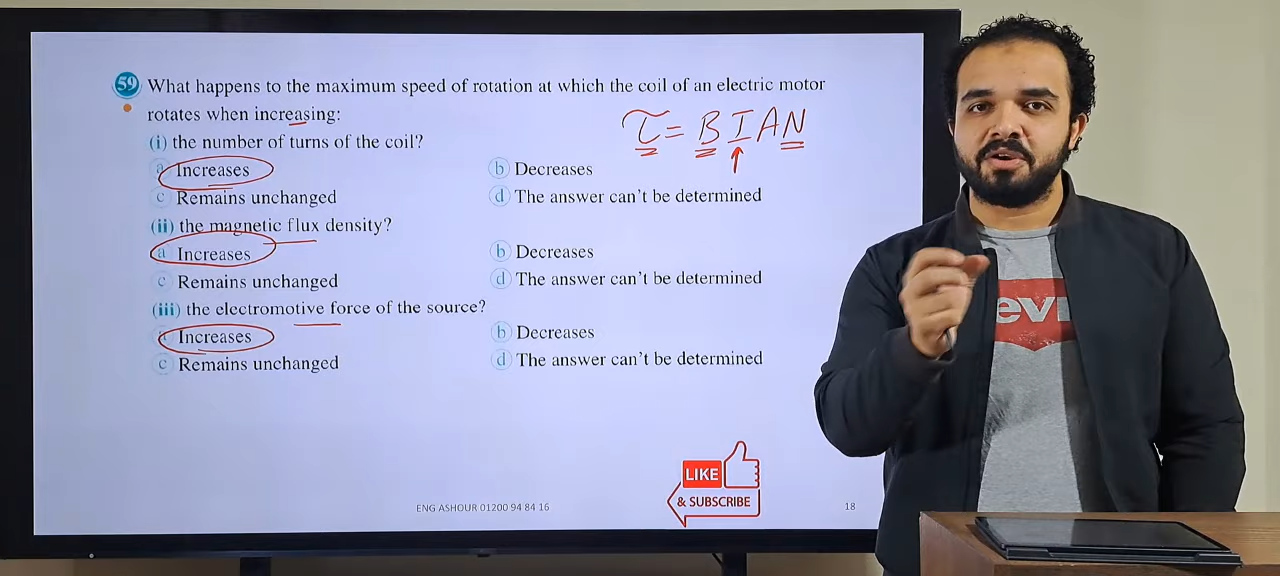 59 What happens to the maximum speed of rotation at which the coil of an electric motor
rotates when increasing:
τ = B I A N
(i) the number of turns of the coil?
a Increases
b Decreases
c Remains unchanged
d The answer can't be determined
(ii) the magnetic flux density?
a Increases
b Decreases
c Remains unchanged
d The answer can't be determined
(iii) the electromotive force of the source?
a Increases
b Decreases
c Remains unchanged
d The answer can't be determined
LIKE
& SUBSCRIBE
ENG ASHOUR 01200 94 84 16
18
evi